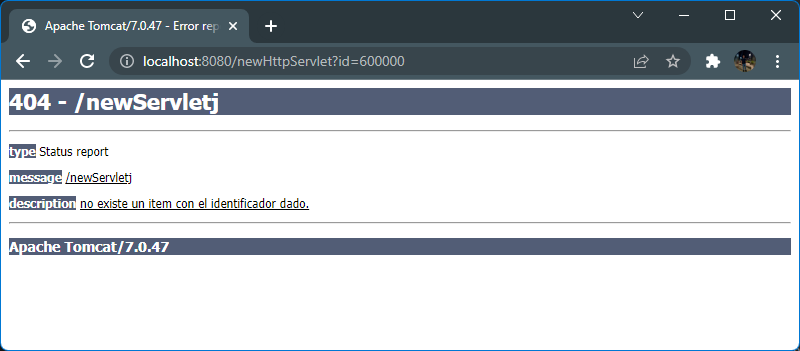 Apache Tomcat/7.0.47 - Error rep
localhost:8080/newHttpServlet?id=600000
404 - /newServletj
type Status report
message /newServletj
description no existe un item con el identificador dado.
Apache Tomcat/7.0.47